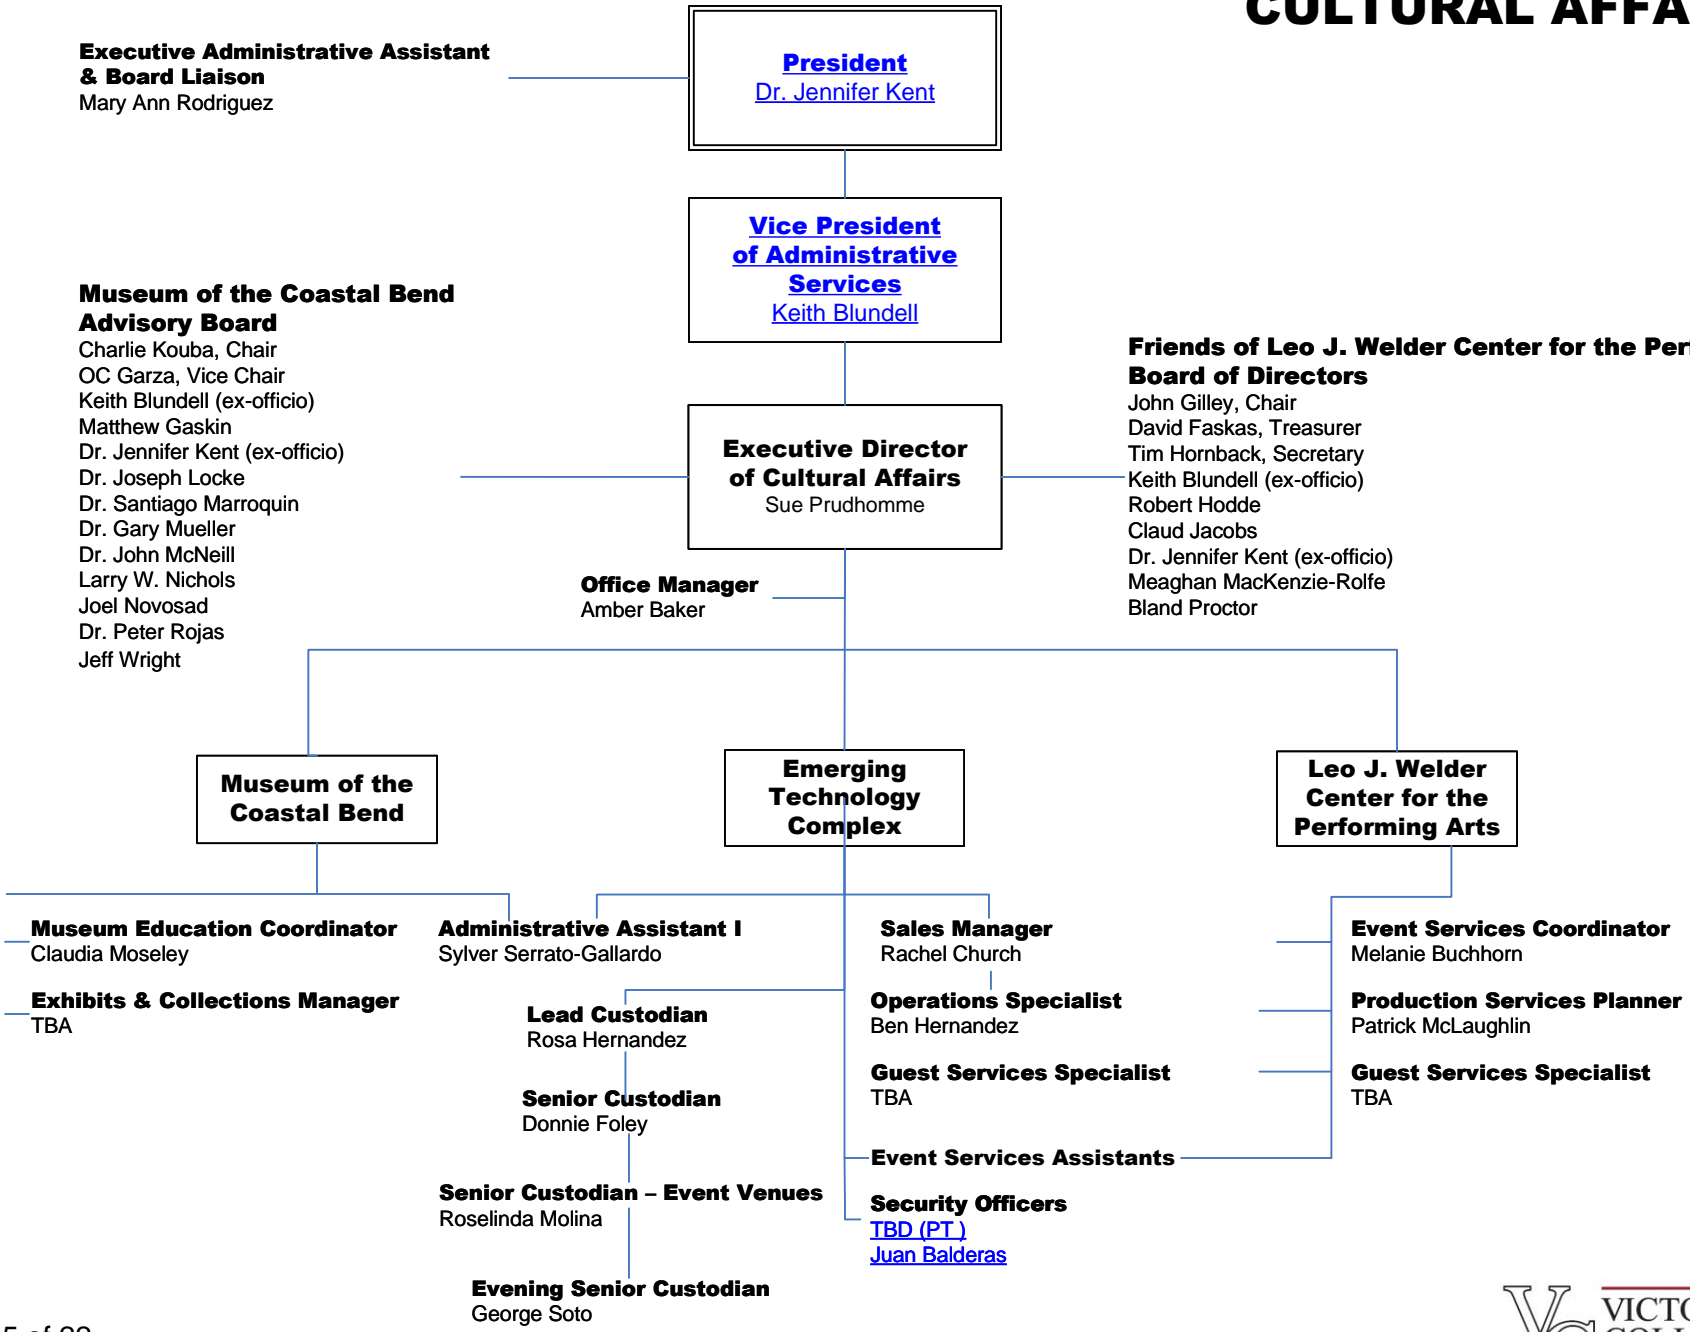 CULTURAL AFFA
Executive Administrative Assistant
& Board Liaison
Mary Ann Rodriguez
President
Dr. Jennifer Kent
Vice President
of Administrative
Services
Keith Blundell
Museum of the Coastal Bend
Advisory Board
Charlie Kouba, Chair
OC Garza, Vice Chair
Keith Blundell (ex-officio)
Matthew Gaskin
Dr. Jennifer Kent (ex-officio)
Dr. Joseph Locke
Dr. Santiago Marroquin
Dr. Gary Mueller
Dr. John McNeill
Larry W. Nichols
Joel Novosad
Dr. Peter Rojas
Jeff Wright
Executive Director
of Cultural Affairs
Sue Prudhomme
Friends of Leo J. Welder Center for the Perf
Board of Directors
John Gilley, Chair
David Faskas, Treasurer
Tim Hornback, Secretary
Keith Blundell (ex-officio)
Robert Hodde
Claud Jacobs
Dr. Jennifer Kent (ex-officio)
Meaghan MacKenzie-Rolfe
Bland Proctor
Office Manager
Amber Baker
Museum of the
Coastal Bend
Emerging
Technology
Complex
Leo J. Welder
Center for the
Performing Arts
Museum Education Coordinator
Claudia Moseley
Exhibits & Collections Manager
TBA
Administrative Assistant I
Sylver Serrato-Gallardo
Lead Custodian
Rosa Hernandez
Senior Custodian
Donnie Foley
Senior Custodian – Event Venues
Roselinda Molina
Evening Senior Custodian
George Soto
Sales Manager
Rachel Church
Operations Specialist
Ben Hernandez
Guest Services Specialist
TBA
Event Services Assistants
Security Officers
TBD (PT )
Juan Balderas
Event Services Coordinator
Melanie Buchhorn
Production Services Planner
Patrick McLaughlin
Guest Services Specialist
TBA
VC VICTO